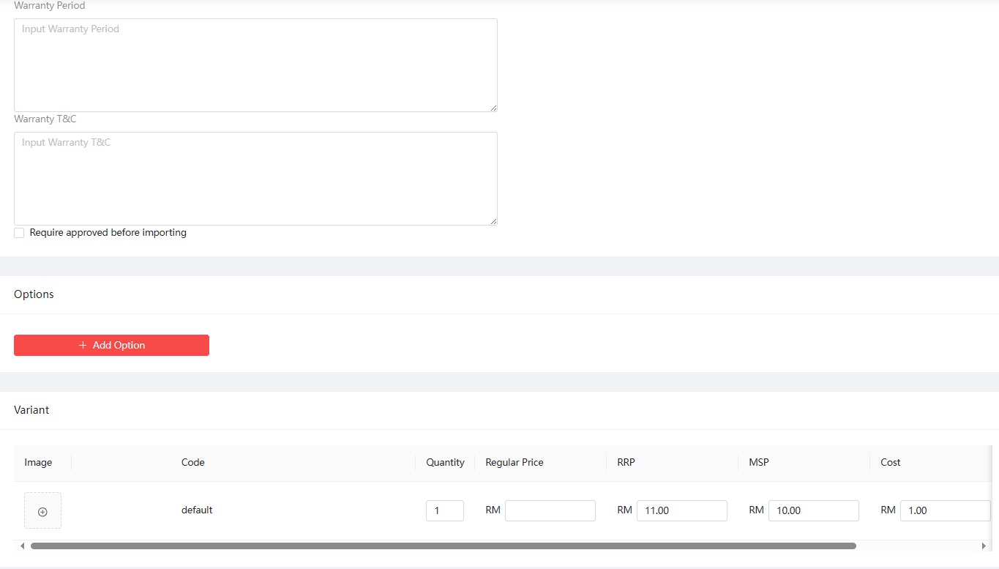 Warranty Period
Input Warranty Period
Warranty T&C
Input Warranty T&C
Require approved before importing
Options
+ Add Option
Variant
Image Code Quantity Regular Price RRP MSP Cost
default 1 RM RM 11.00 RM 10.00 RM 1.00